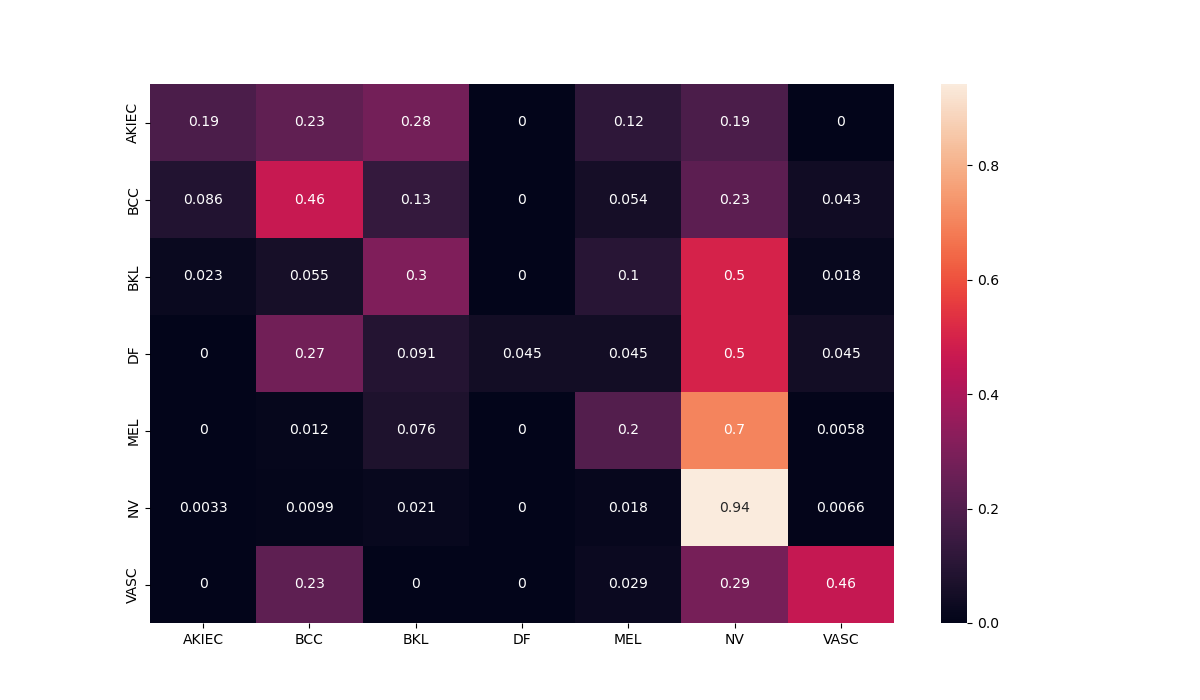 AKIEC 0.19 0.23 0.28 0 0.12 0.19 0
BCC 0.086 0.46 0.13 0 0.054 0.23 0.043
BKL 0.023 0.055 0.3 0 0.1 0.5 0.018
DF 0 0.27 0.091 0.045 0.045 0.5 0.045
MEL 0 0.012 0.076 0 0.2 0.7 0.0058
NV 0.0033 0.0099 0.021 0 0.018 0.94 0.0066
VASC 0 0.23 0 0 0.029 0.29 0.46
AKIEC BCC BKL DF MEL NV VASC
0.8
0.6
0.4
0.2
0.0